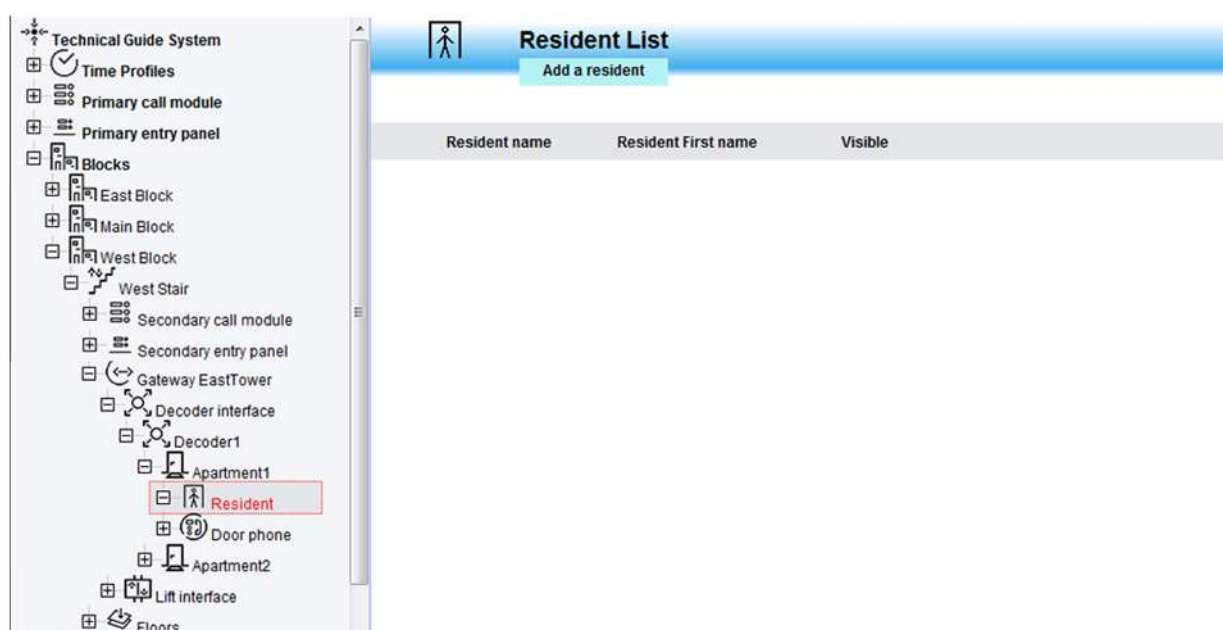 Technical Guide System
Time Profiles
Primary call module
Primary entry panel
Blocks
East Block
Main Block
West Block
West Stair
Secondary call module
Secondary entry panel
Gateway EastTower
Decoder interface
Decoder1
Apartment1
Resident
Door phone
Apartment2
Lift interface
Floors
Resident List
Add a resident
Resident name Resident First name Visible